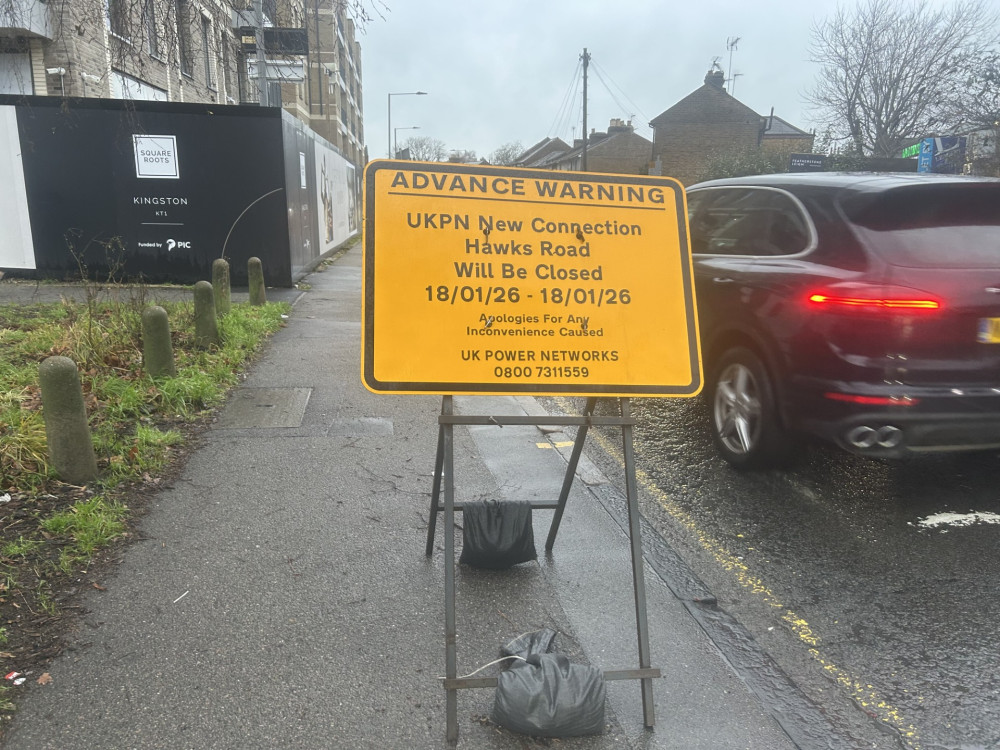 SQUARE
ROOTS
KINGSTON
KT1
Funded by PIC
ADVANCE WARNING
UKPN New Connection
Hawks Road
Will Be Closed
18/01/26 - 18/01/26
Apologies For Any
Inconvenience Caused
UK POWER NETWORKS
0800 7311559